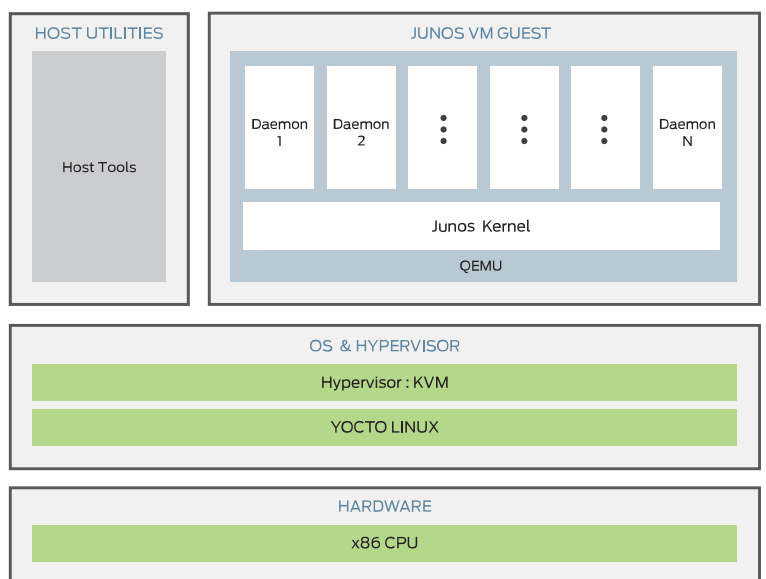 HOST UTILITIES
Host Tools
JUNOS VM GUEST
Daemon
1
Daemon
2
Daemon
N
Junos Kernel
QEMU
OS & HYPERVISOR
Hypervisor : KVM
YOCTO LINUX
HARDWARE
x86 CPU